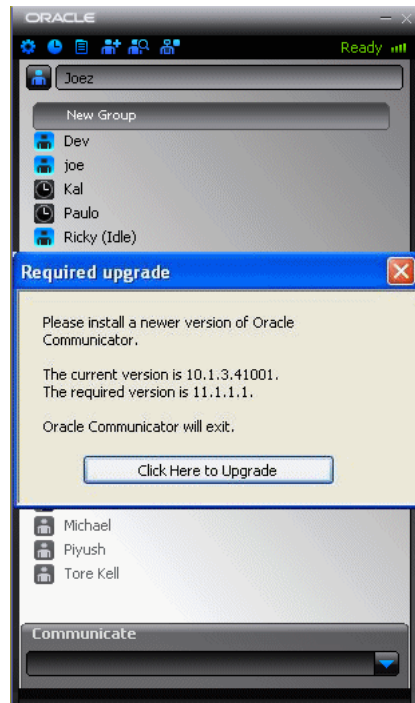 ORACLE
Ready
Joez
New Group
Dev
joe
Kal
Paulo
Ricky (Idle)
Required upgrade
Please install a newer version of Oracle
Communicator.
The current version is 10.1.3.41001.
The required version is 11.1.1.1.
Oracle Communicator will exit.
Click Here to Upgrade
Michael
Piyush
Tore Kell
Communicate